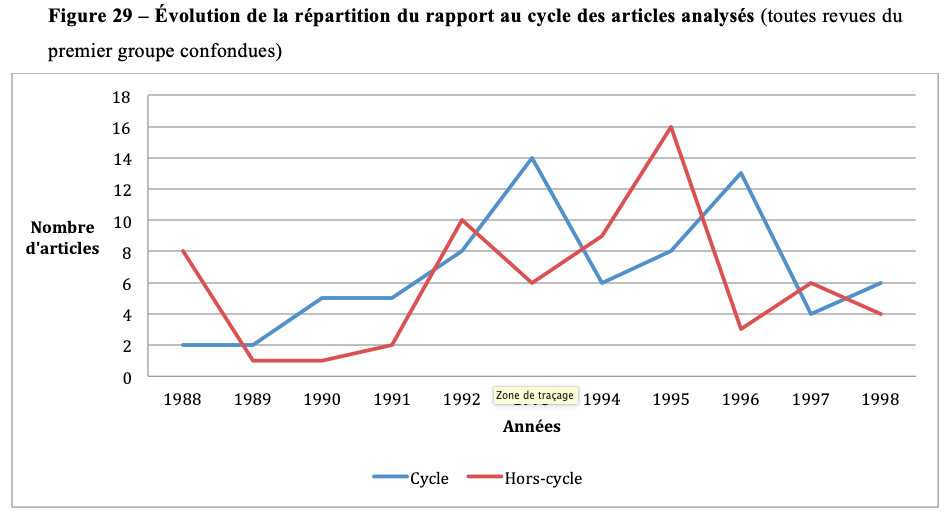 Figure 29 – Évolution de la répartition du rapport au cycle des articles analysés (toutes revues du
premier groupe confondues)
18
16
14
12
10
8
6
4
2
0
Nombre
d'articles
1988 1989 1990 1991 1992 Zone de traçage 1994 1995 1996 1997 1998
Années
Cycle Hors-cycle